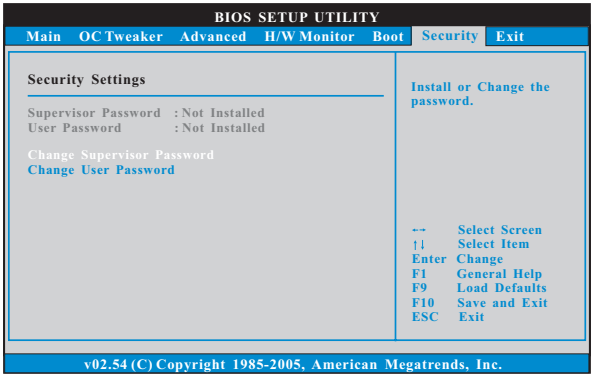 BIOS SETUP UTILITY
Main OC Tweaker Advanced H/W Monitor Boot Security Exit
Security Settings
Supervisor Password : Not Installed
User Password : Not Installed
Change Supervisor Password
Change User Password
Install or Change the
password.
←→ Select Screen
↑↓ Select Item
Enter Change
F1 General Help
F9 Load Defaults
F10 Save and Exit
ESC Exit
v02.54 (C) Copyright 1985-2005, American Megatrends, Inc.